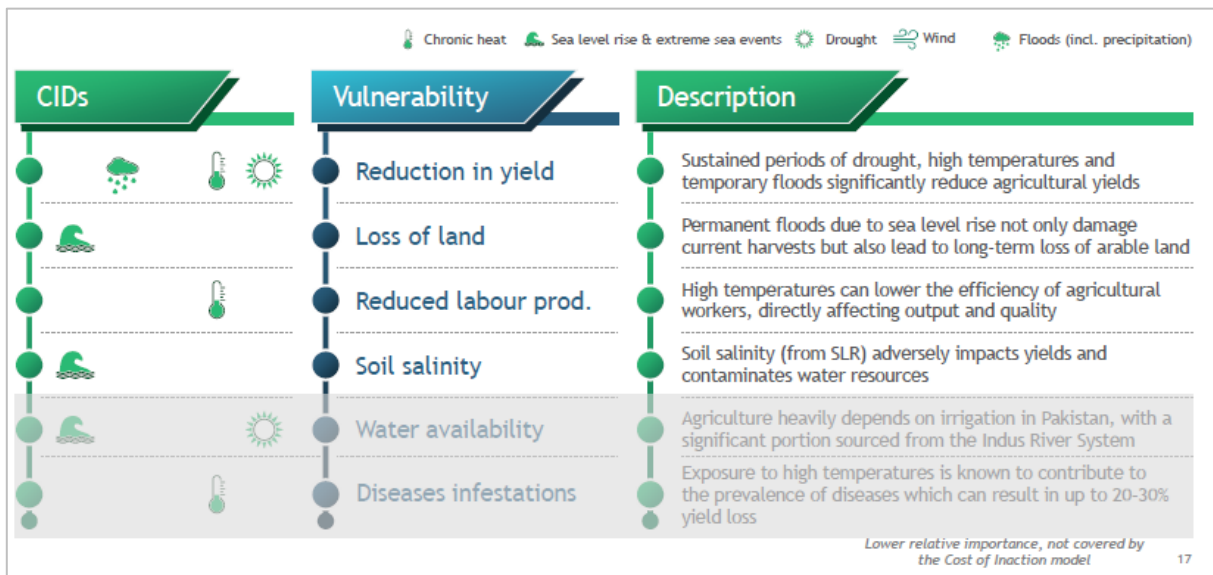 Chronic heat Sea level rise & extreme sea events Drought Wind Floods (incl. precipitation)
CIDs Vulnerability Description
Reduction in yield
Sustained periods of drought, high temperatures and
temporary floods significantly reduce agricultural yields
Loss of land
Permanent floods due to sea level rise not only damage
current harvests but also lead to long-term loss of arable land
Reduced labour prod.
High temperatures can lower the efficiency of agricultural
workers, directly affecting output and quality
Soil salinity
Soil salinity (from SLR) adversely impacts yields and
contaminates water resources
Water availability
Agriculture heavily depends on irrigation in Pakistan, with a
significant portion sourced from the Indus River System
Diseases infestations
Exposure to high temperatures is known to contribute to
the prevalence of diseases which can result in up to 20-30%
yield loss
Lower relative importance, not covered by
the Cost of Inaction model
17